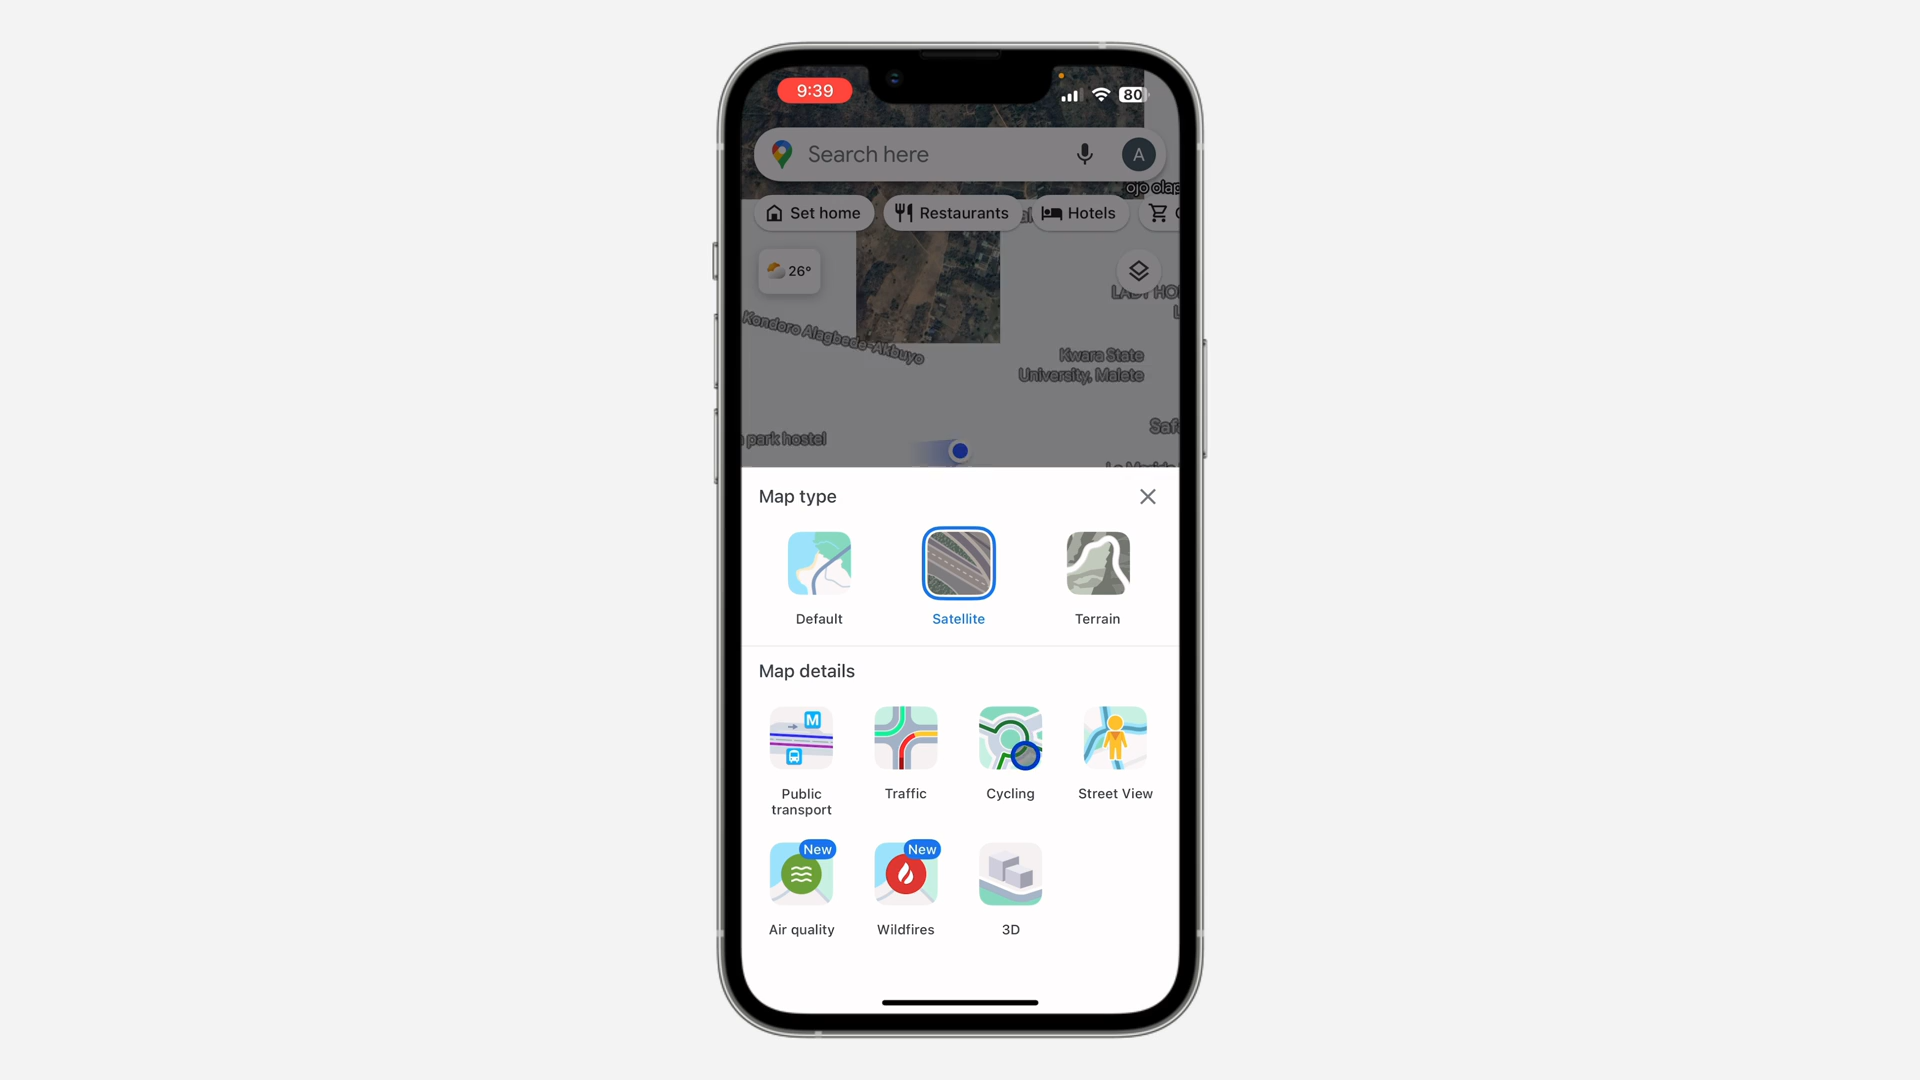 9:39
80
Search here
A
Set home
Restaurants
Hotels
26°
Kondoro Alagbede-Akbuyo
Kwara State
University, Malete
park hostel
Map type
Default
Satellite
Terrain
Map details
M
Public
transport
Traffic
Cycling
Street View
New
New
Air quality
Wildfires
3D